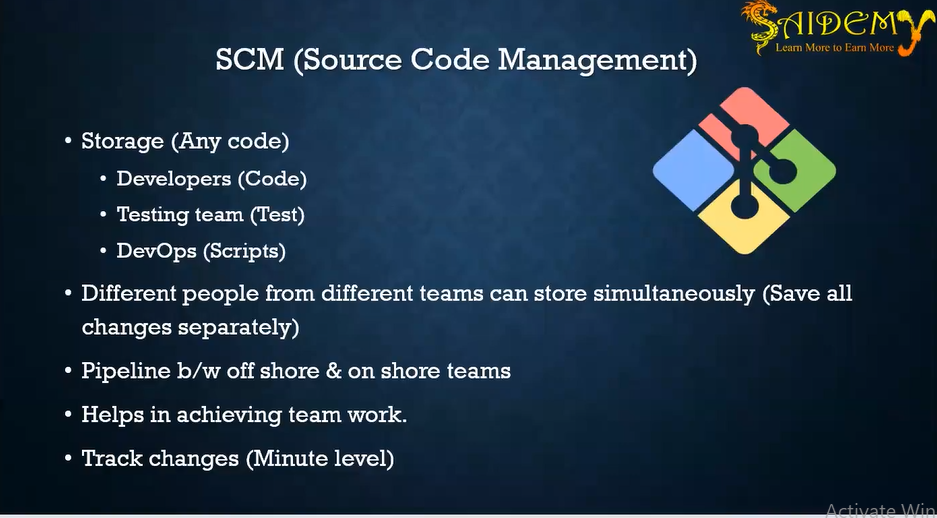 SAIDEMY
Learn More to Earn More
SCM (Source Code Management)
• Storage (Any code)
• Developers (Code)
• Testing team (Test)
• DevOps (Scripts)
• Different people from different teams can store simultaneously (Save all
changes separately)
• Pipeline b/w off shore & on shore teams
• Helps in achieving team work.
• Track changes (Minute level)
Activate Win